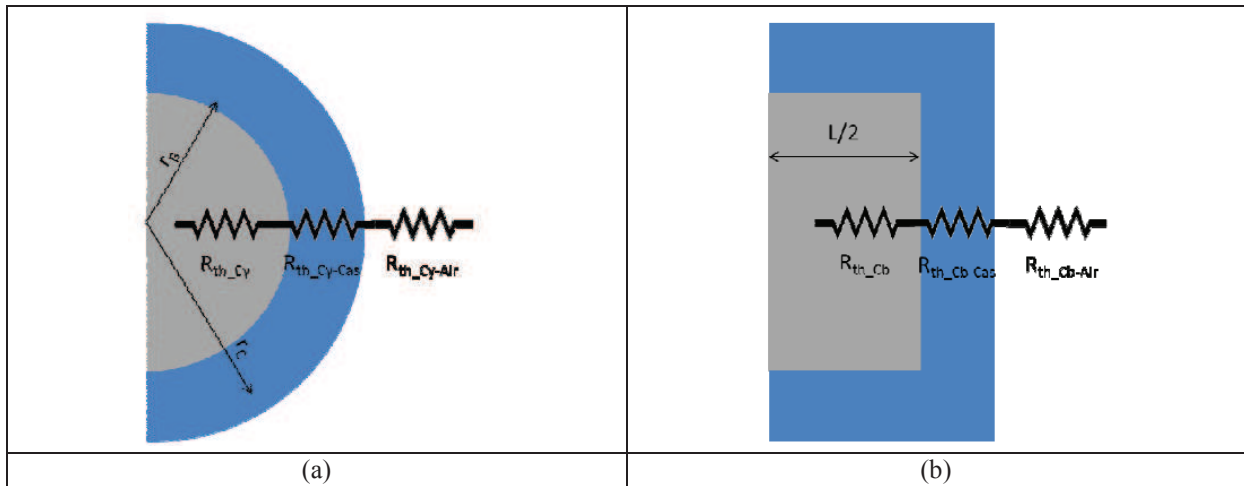 r_B
r_C
R_th_Cy
R_th_Cy-Cas
R_th_Cy-Air
(a)
L/2
R_th_Cb
R_th_Cb-Cas
R_th_Cb-Air
(b)